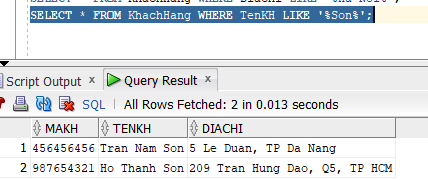 SELECT * FROM KhachHang WHERE TenKH LIKE '%Son%';
Script Output × Query Result ×
SQL | All Rows Fetched: 2 in 0.013 seconds
MAKH TENKH DIACHI
1 456456456 Tran Nam Son 5 Le Duan, TP Da Nang
2 987654321 Ho Thanh Son 209 Tran Hung Dao, Q5, TP HCM